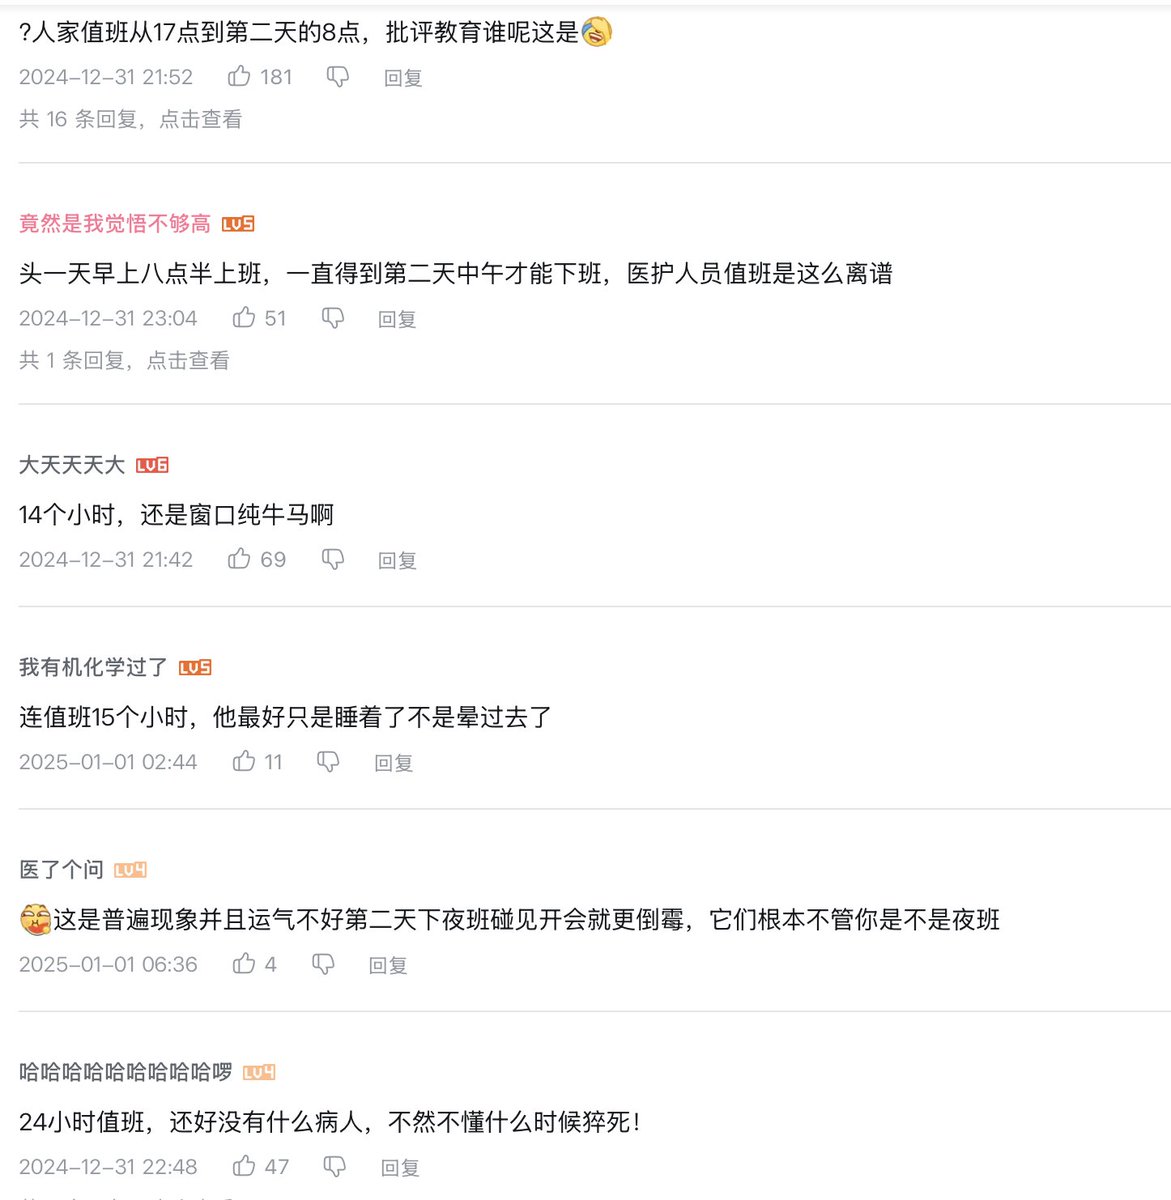 ?人家值班从17点到第二天的8点，批评教育谁呢这是
2024-12-31 21:52 181 回复
共 16 条回复，点击查看
竟然是我觉悟不够高 LV5
头一天早上八点半上班，一直得到第二天中午才能下班，医护人员值班是这么离谱
2024-12-31 23:04 51 回复
共 1 条回复，点击查看
大天天天大 LV6
14个小时，还是窗口纯牛马啊
2024-12-31 21:42 69 回复
我有机化学过了 LV5
连值班15个小时，他最好只是睡着了不是晕过去了
2025-01-01 02:44 11 回复
医了个问 LV4
这是普遍现象并且运气不好第二天下夜班碰见开会就更倒霉，它们根本不管你是不是夜班
2025-01-01 06:36 4 回复
哈哈哈哈哈哈哈哈哈啰 LV4
24小时值班，还好没有什么病人，不然不懂什么时候猝死！
2024-12-31 22:48 47 回复